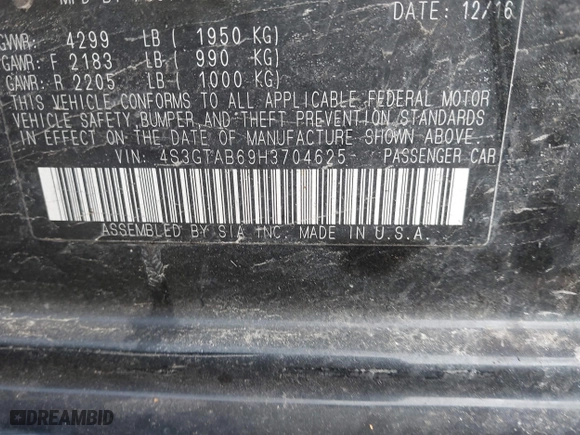 MFD BY
DATE: 12/16
GVWR: 4299 LB ( 1950 KG)
GAWR: F 2183 LB ( 990 KG)
GAWR: R 2205 LB ( 1000 KG)
THIS VEHICLE CONFORMS TO ALL APPLICABLE FEDERAL MOTOR
VEHICLE SAFETY, BUMPER, AND THEFT PREVENTION STANDARDS
IN EFFECT ON THE DATE OF MANUFACTURE SHOWN ABOVE.
VIN: 4S3GTAB69H3704625 PASSENGER CAR
ASSEMBLED BY SIA INC. MADE IN U.S.A.
DREAMBID